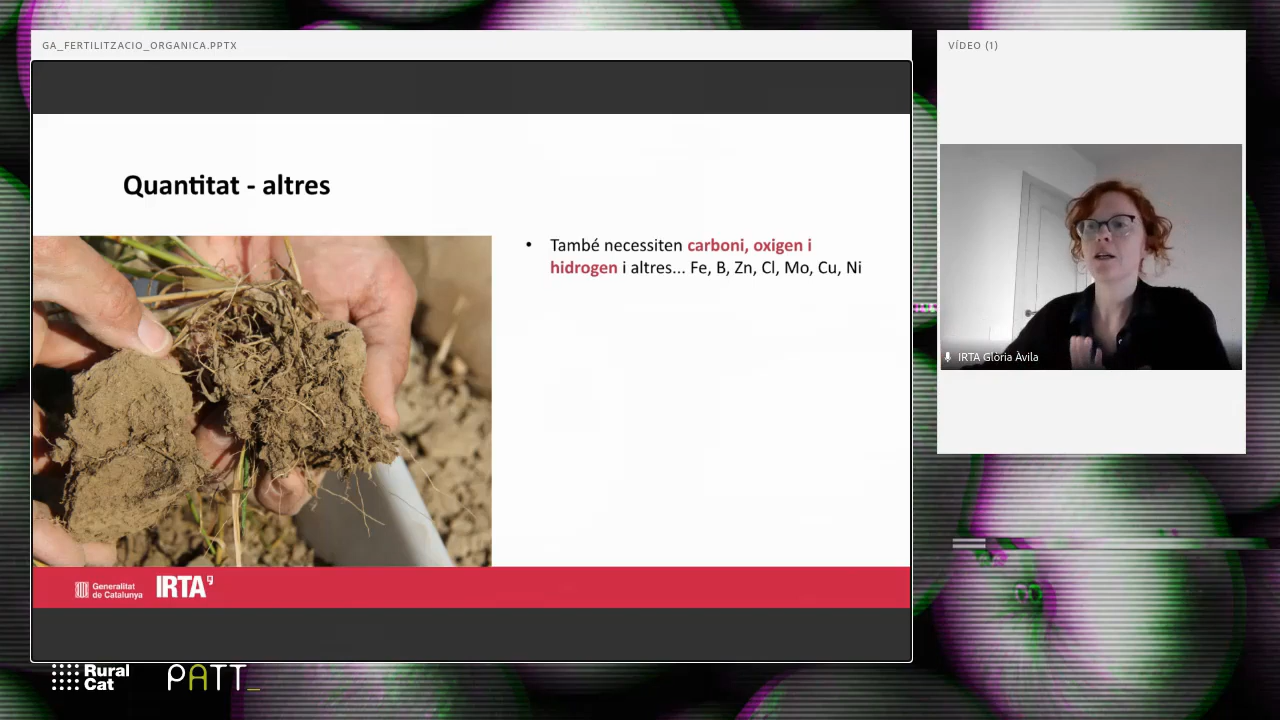 GA_FERTILITZACIO_ORGANICA.PPTX
VÍDEO (1)
Quantitat - altres
• També necessiten carboni, oxigen i
hidrogen i altres... Fe, B, Zn, Cl, Mo, Cu, Ni
IRTA Glòria Àvila
Generalitat
de Catalunya
IRTA
Rural
Cat
PATT_